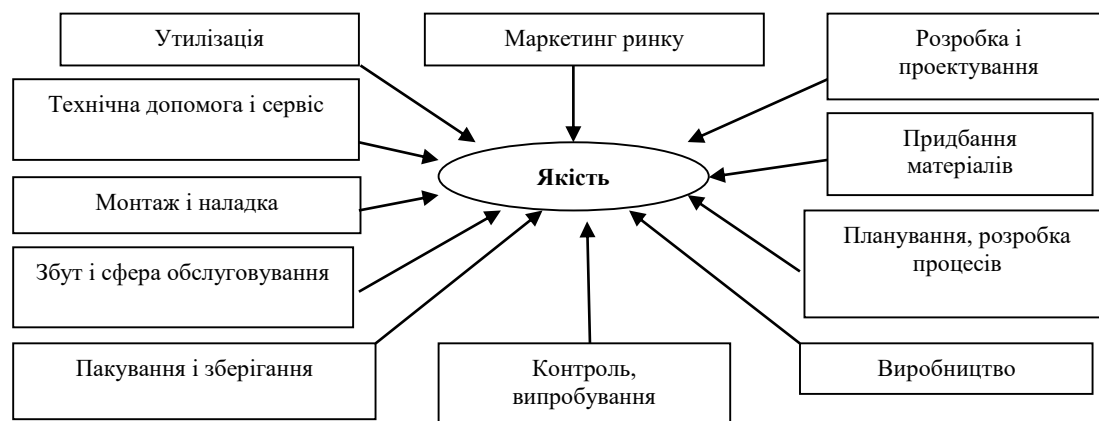 Утилізація
Маркетинг ринку
Розробка і
проектування
Технічна допомога і сервіс
Придбання
матеріалів
Якість
Монтаж і наладка
Планування, розробка
процесів
Збут і сфера обслуговування
Пакування і зберігання
Контроль,
випробування
Виробництво